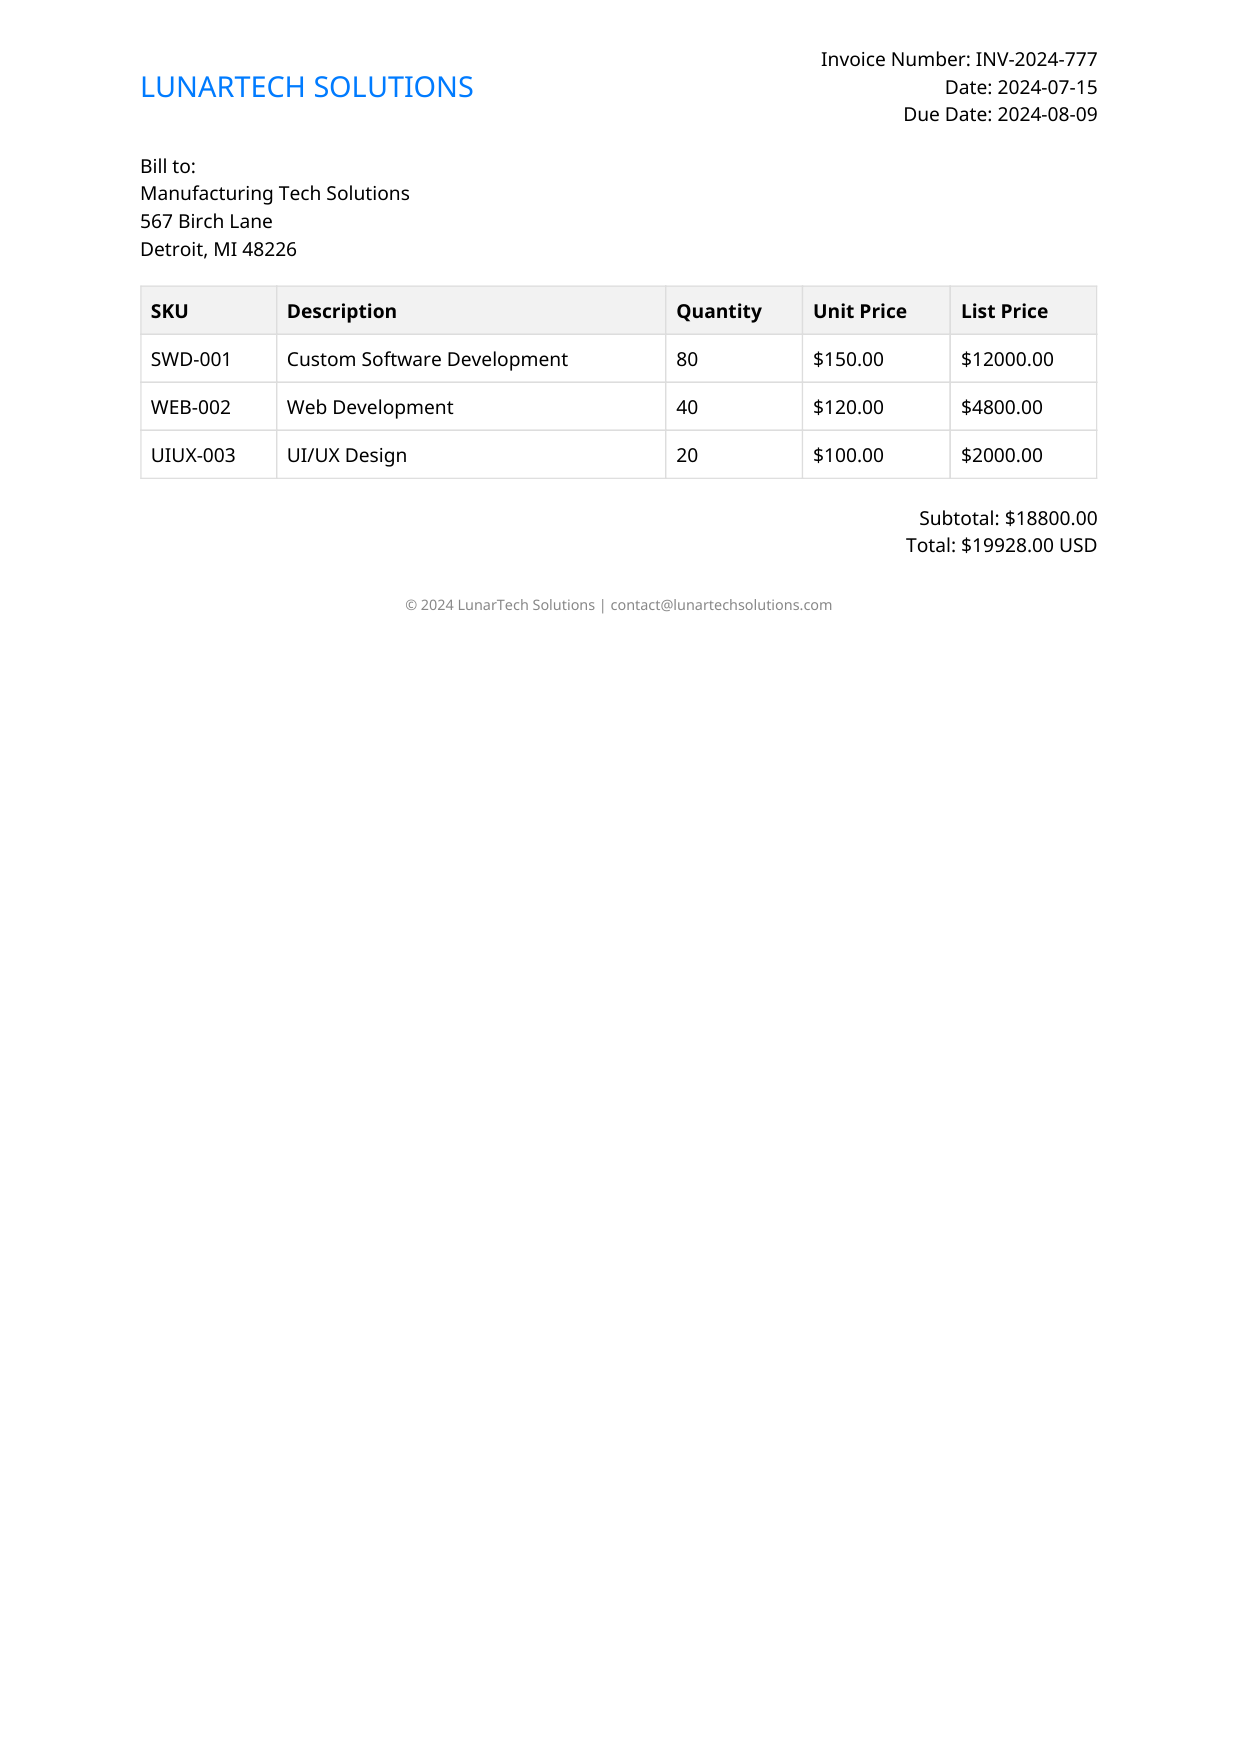 LUNARTECH SOLUTIONS
Invoice Number: INV-2024-777
Date: 2024-07-15
Due Date: 2024-08-09
Bill to:
Manufacturing Tech Solutions
567 Birch Lane
Detroit, MI 48226
SKU Description Quantity Unit Price List Price
SWD-001 Custom Software Development 80 $150.00 $12000.00
WEB-002 Web Development 40 $120.00 $4800.00
UIUX-003 UI/UX Design 20 $100.00 $2000.00
Subtotal: $18800.00
Total: $19928.00 USD
© 2024 LunarTech Solutions | contact@lunartechsolutions.com